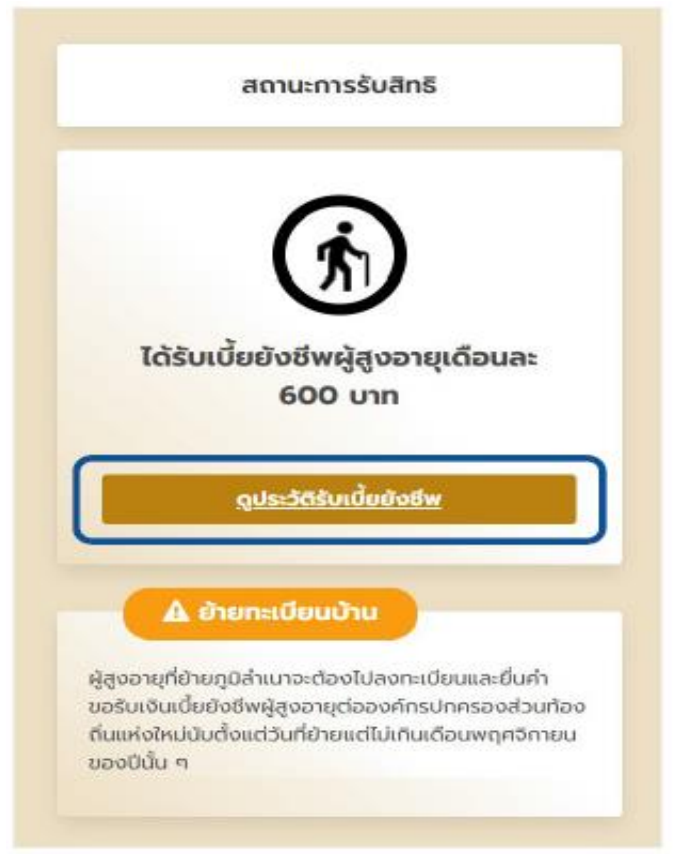 สถานะการรับสิทธิ
ได้รับเบี้ยยังชีพผู้สูงอายุเดือนละ
600 บาท
ดูประวัติรับเบี้ยยังชีพ
ย้ายทะเบียนบ้าน
ผู้สูงอายุที่ย้ายภูมิลำเนาจะต้องไปลงทะเบียนและยื่นคำ
ขอรับเงินเบี้ยยังชีพผู้สูงอายุต่อองค์กรปกครองส่วนท้อง
ถิ่นแห่งใหม่นับตั้งแต่วันที่ย้ายแต่ไม่เกินเดือนพฤศจิกายน
ของปีนั้น ๆ